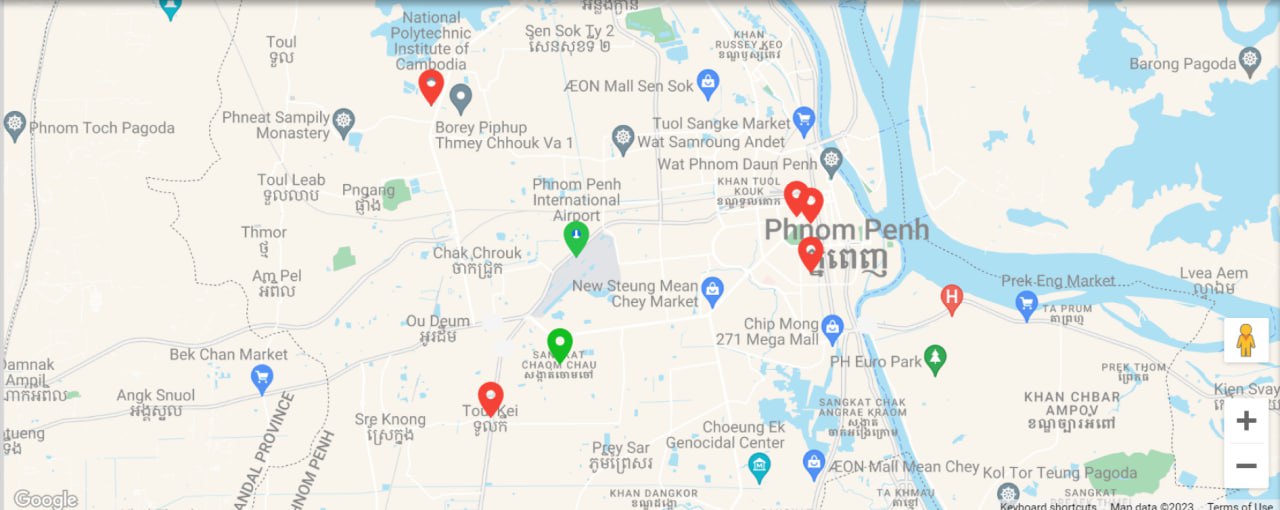 National
Polytechnic
Institute of
Cambodia
Toul
ទួល
Sen Sok Ty 2
សែនសុខទី ២
KHAN
RUSSEY KEO
ខណ្ឌឫស្សីកែវ
Barong Pagoda
ÆON Mall Sen Sok
Phneat Sampily
Monastery
Phnom Toch Pagoda
Borey Piphup
Thmey Chhouk Va 1
Tuol Sangke Market
Wat Samroung Andet
Wat Phnom Daun Penh
Toul Leab
ទួលលាប
Pngang
ផ្ងាំង
Phnom Penh
International
Airport
KHAN TUOL
KOUK
ខណ្ឌទួលគោក
Phnom Penh
ភ្នំពេញ
Thmor
ថ្ម
Chak Chrouk
ចាក់ជ្រូក
Am Pel
អំពិល
New Steung Mean
Chey Market
Prek Eng Market
Lvea Aem
ល្វាឯម
TA PRUM
តាព្រហ្ម
Ou Deum
អូរដឹម
Chip Mong
271 Mega Mall
PH Euro Park
Bek Chan Market
SANGKAT
CHAOM CHAU
សង្កាត់ចោមចៅ
Damnak
Ampil
PREK THOM
ព្រែកធំ
Angk Snuol
អង្គស្នួល
Kien Svay
KHAN CHBAR
AMPOV
ខណ្ឌច្បារអំពៅ
Toul Kei
Sre Knong
ស្រែក្នុង
SANGKAT CHAK
ANGRAE KRAOM
សង្កាត់
ចាក់អង្រែក្រោម
Choeung Ek
Genocidal Center
Prey Sar
ភូមិព្រៃសរ
ÆON Mall Mean Chey
Kol Tor Teung Pagoda
KANDAL PROVINCE
PHNOM PENH
KHAN DANGKOR
ខណ្ឌដង្កោ
TA KHMAU
តាខ្មៅ
SANGKAT
Google
Keyboard shortcuts
Map data ©2023
Terms of Use